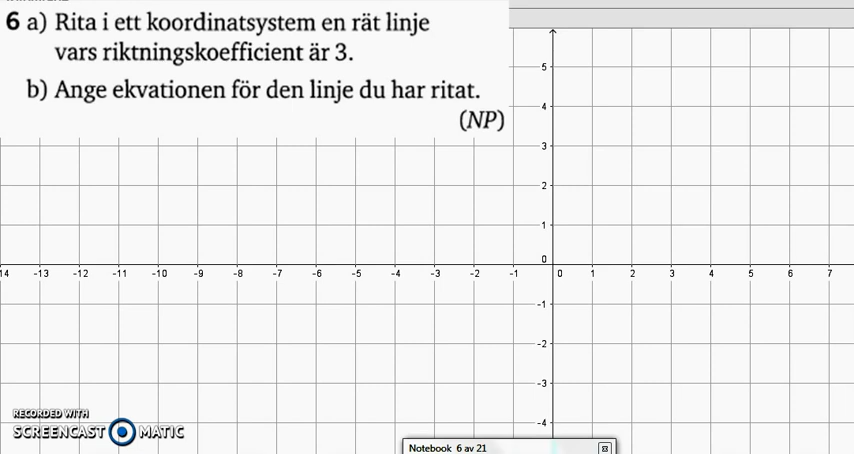 6 a) Rita i ett koordinatsystem en rät linje
vars riktningskoefficient är 3.
b) Ange ekvationen för den linje du har ritat.
(NP)
5
4
3
2
1
0
14 -13 -12 -11 -10 -9 -8 -7 -6 -5 -4 -3 -2 -1 0 1 2 3 4 5 6 7
-1
-2
-3
-4
RECORDED WITH
SCREENCAST MATIC
Notebook 6 av 21